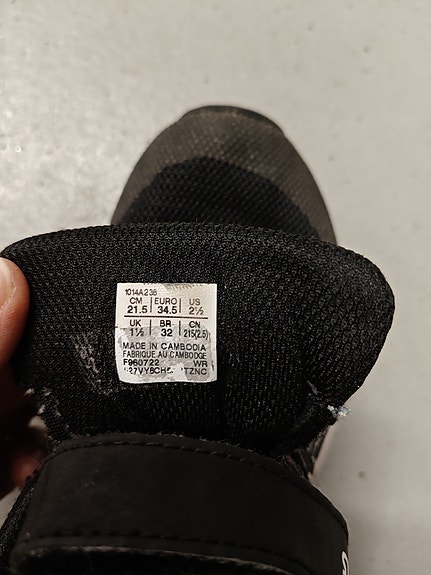 1014A238
CM EURO US
21.5 34.5 2½
UK BR CN
1½ 32 215(2.5)
MADE IN CAMBODIA
FABRIQUE AU CAMBODGE
F960722 WR